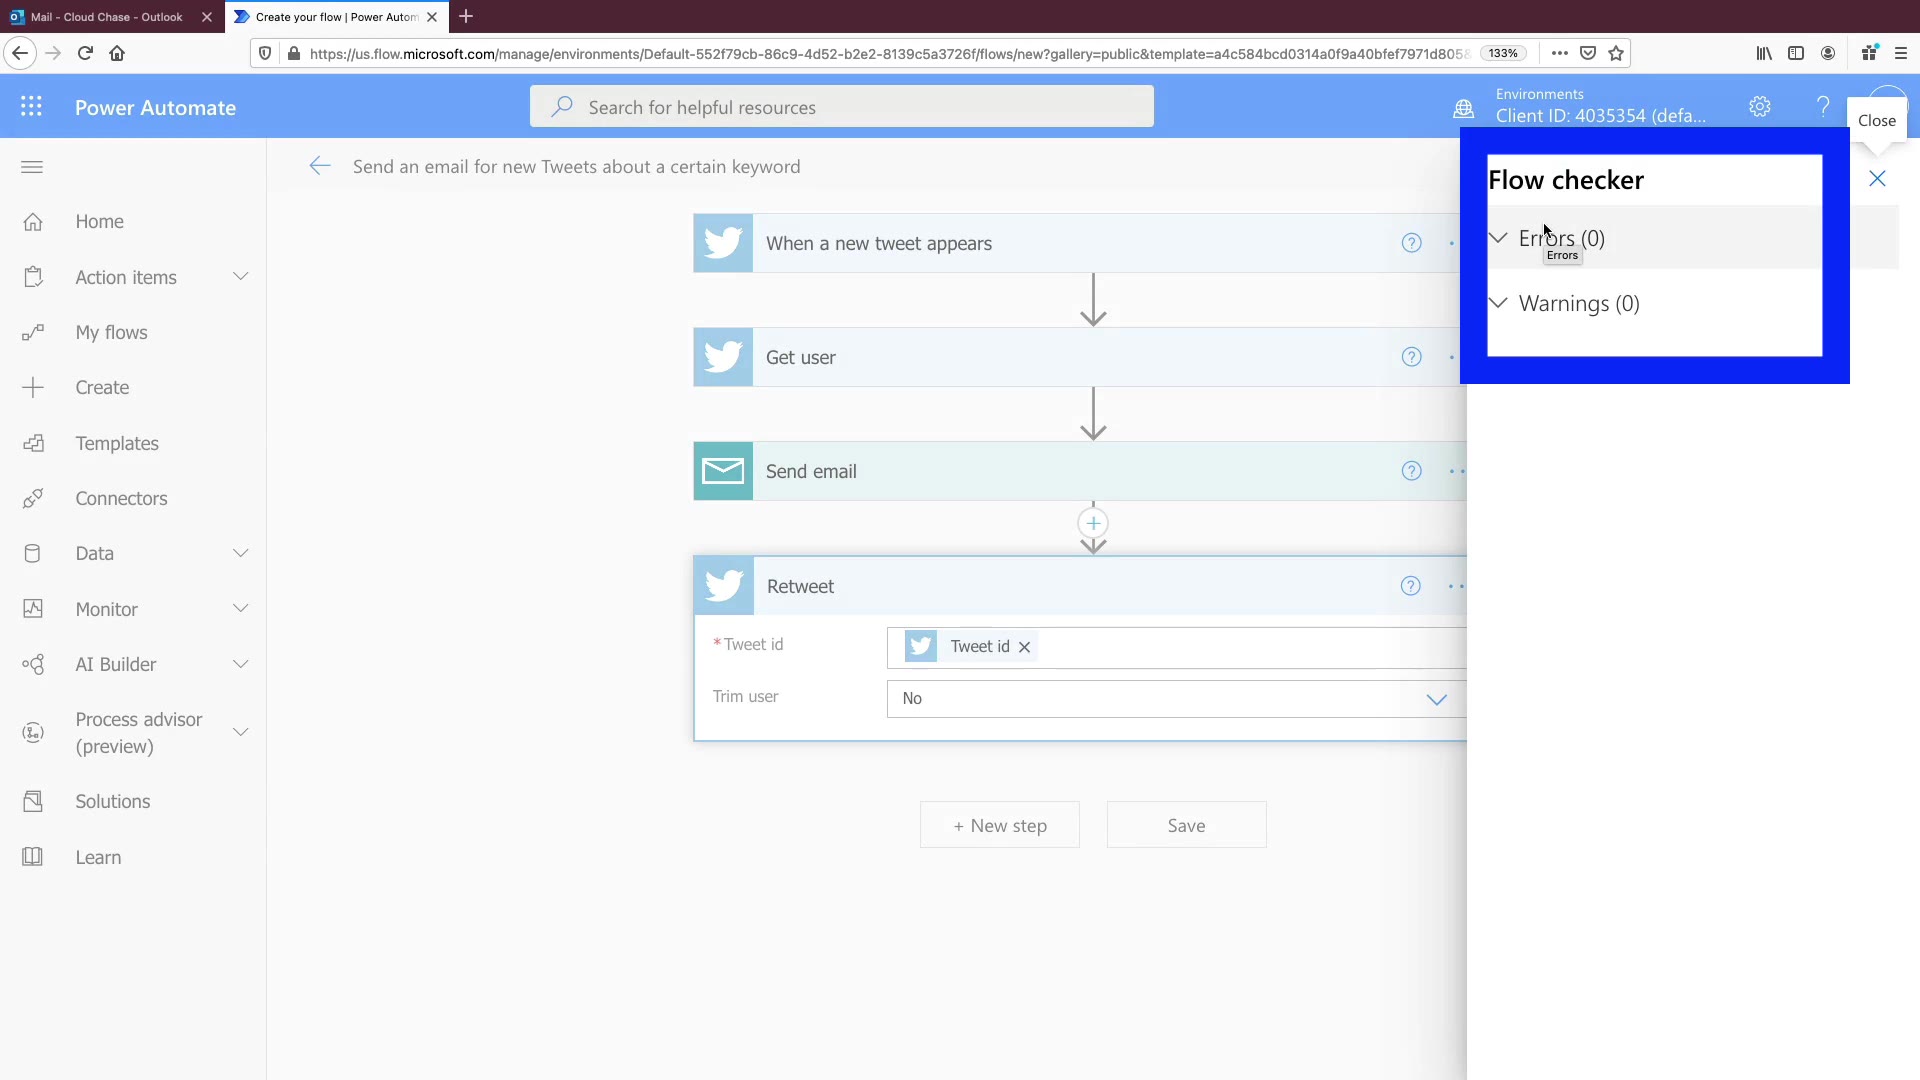 Mail - Cloud Chase - Outlook
Create your flow | Power Autom
https://us.flow.microsoft.com/manage/environments/Default-552f79cb-86c9-4d52-b2e2-8139c5a3726f/flows/new?gallery=public&template=a4c584bcd0314a0f9a40bfef7971d805&
133%
Power Automate
Search for helpful resources
Environments
Client ID: 4035354 (defa...
?
Close
Send an email for new Tweets about a certain keyword
Home
Action items
My flows
Create
Templates
Connectors
Data
Monitor
AI Builder
Process advisor
(preview)
Solutions
Learn
When a new tweet appears
?
Get user
?
Send email
?
Retweet
?
*Tweet id
Tweet id
Trim user
No
+ New step
Save
Flow checker
Errors (0)
Errors
Warnings (0)